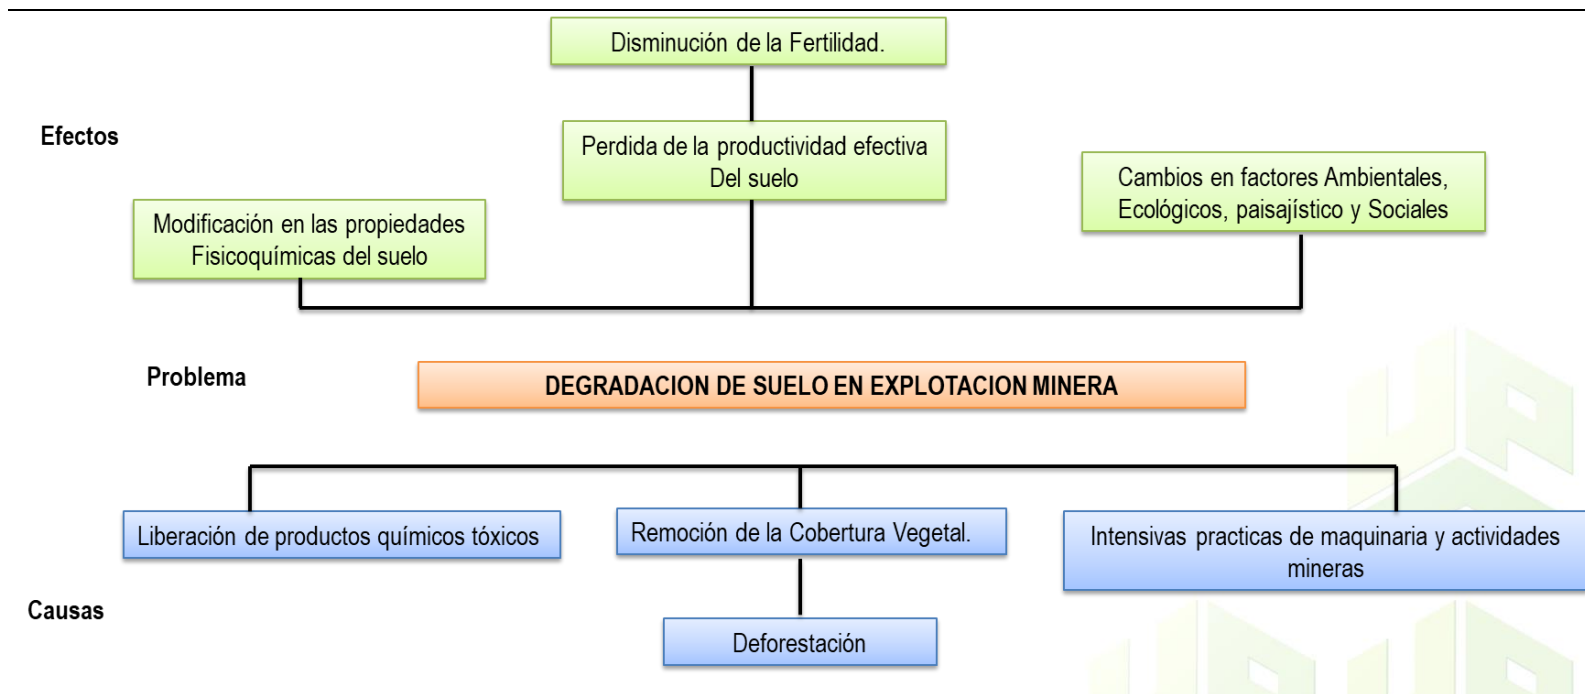 Disminución de la Fertilidad.
Efectos
Perdida de la productividad efectiva
Del suelo
Cambios en factores Ambientales,
Ecológicos, paisajístico y Sociales
Modificación en las propiedades
Fisicoquímicas del suelo
Problema
DEGRADACION DE SUELO EN EXPLOTACION MINERA
Liberación de productos químicos tóxicos
Remoción de la Cobertura Vegetal.
Intensivas practicas de maquinaria y actividades
mineras
Causas
Deforestación